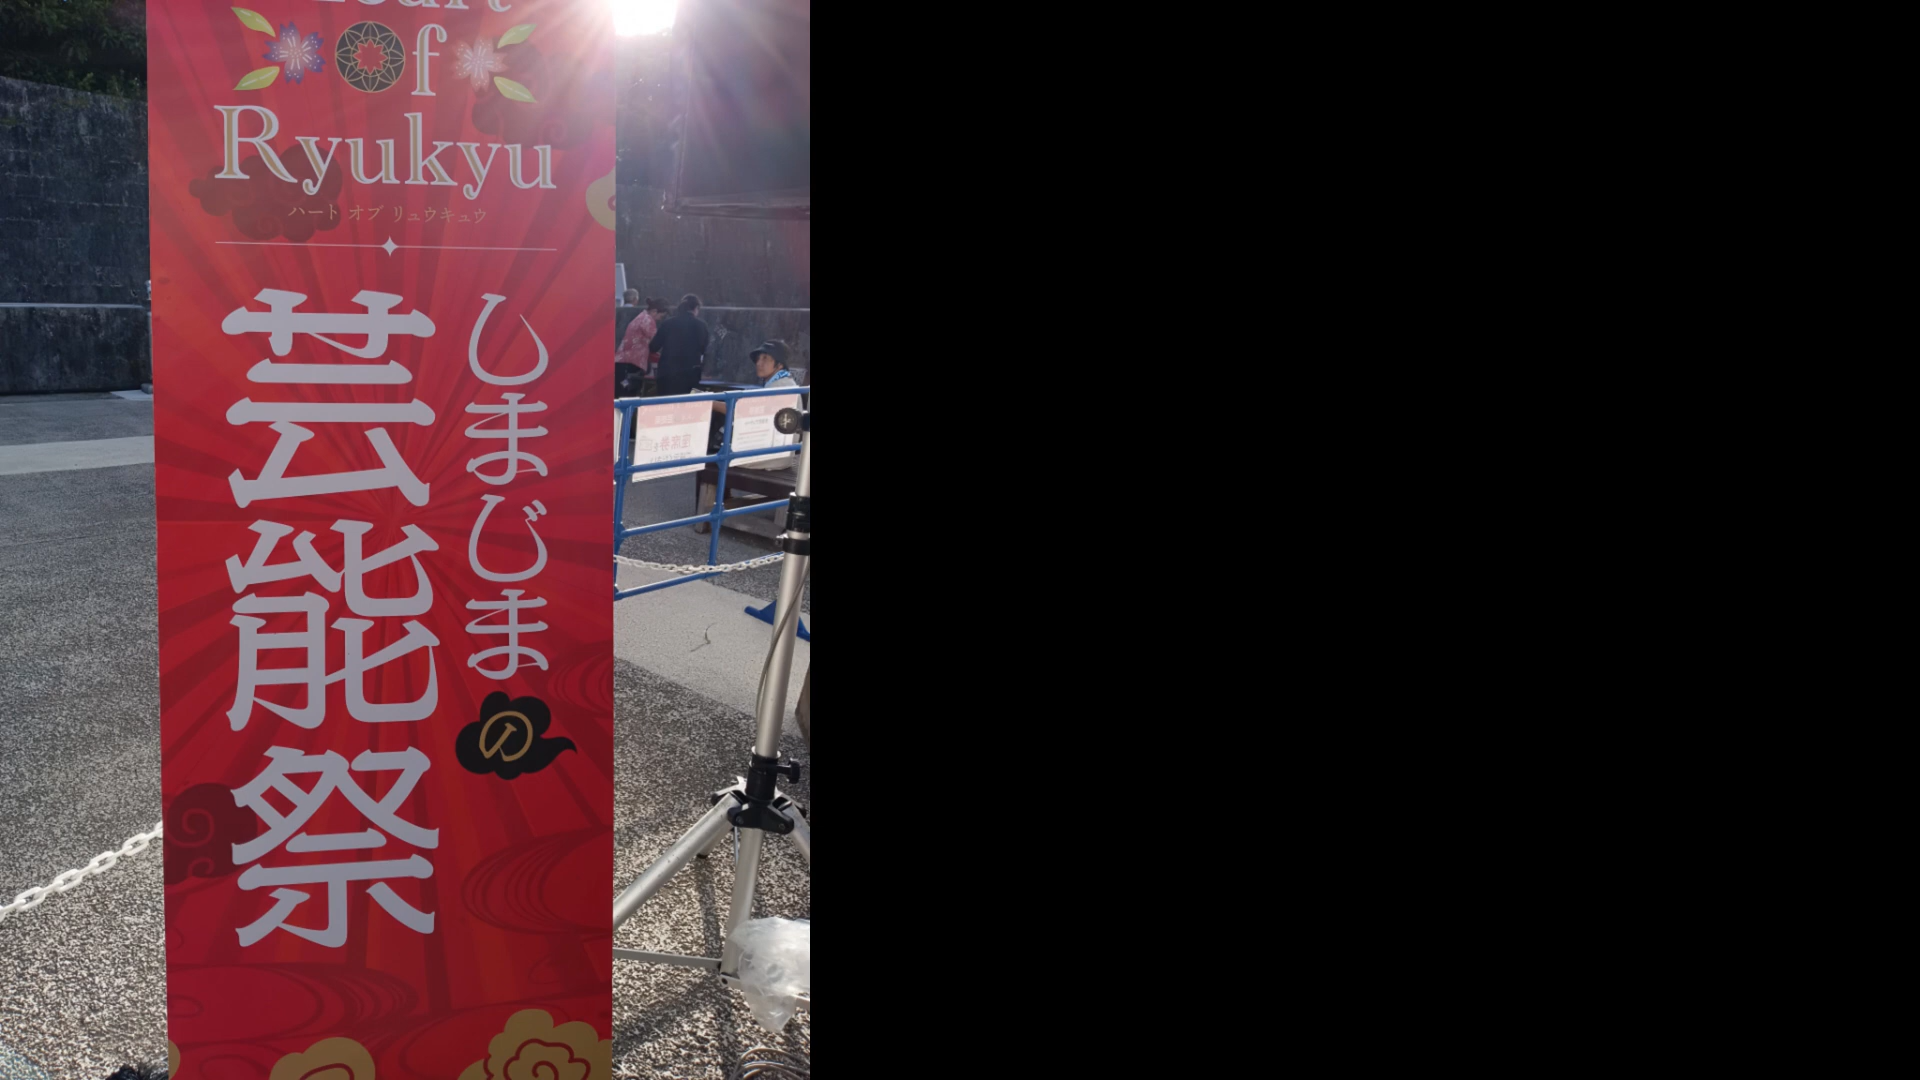 of
Ryukyu
ハート オブ リュウキュウ
しまじまの
芸能祭